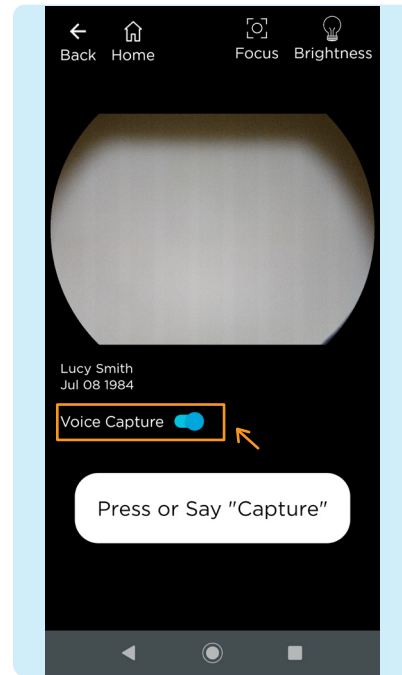 Back Home Focus Brightness
Lucy Smith
Jul 08 1984
Voice Capture
Press or Say "Capture"